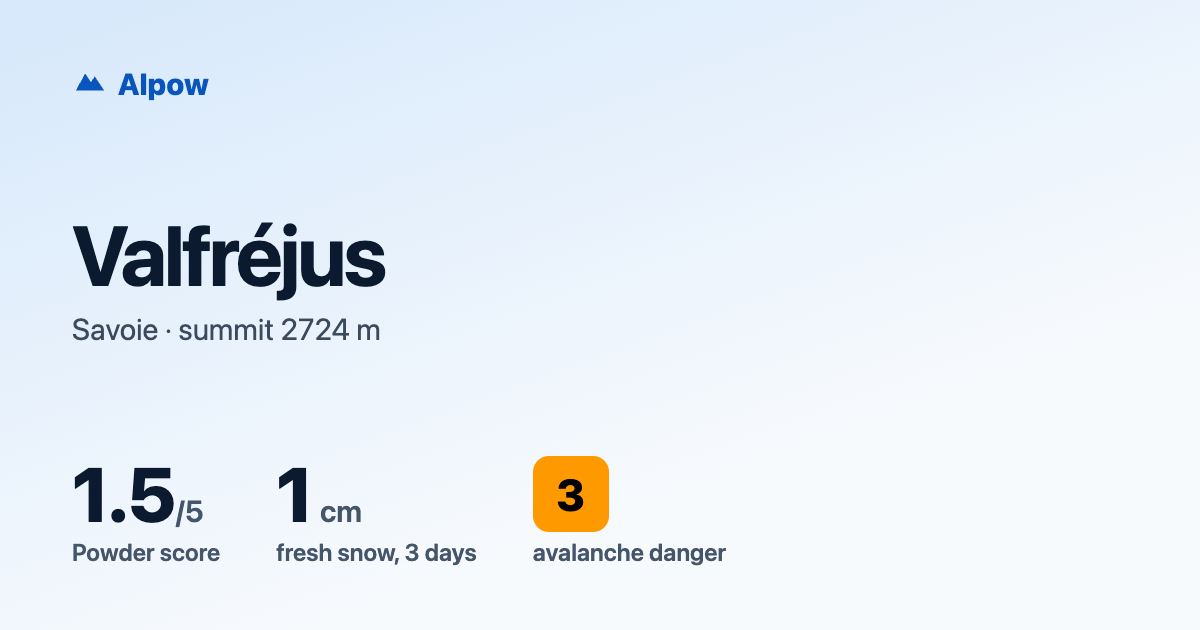 Alpow
Valfréjus
Savoie · summit 2724 m
1.5/5
Powder score
1 cm
fresh snow, 3 days
3
avalanche danger